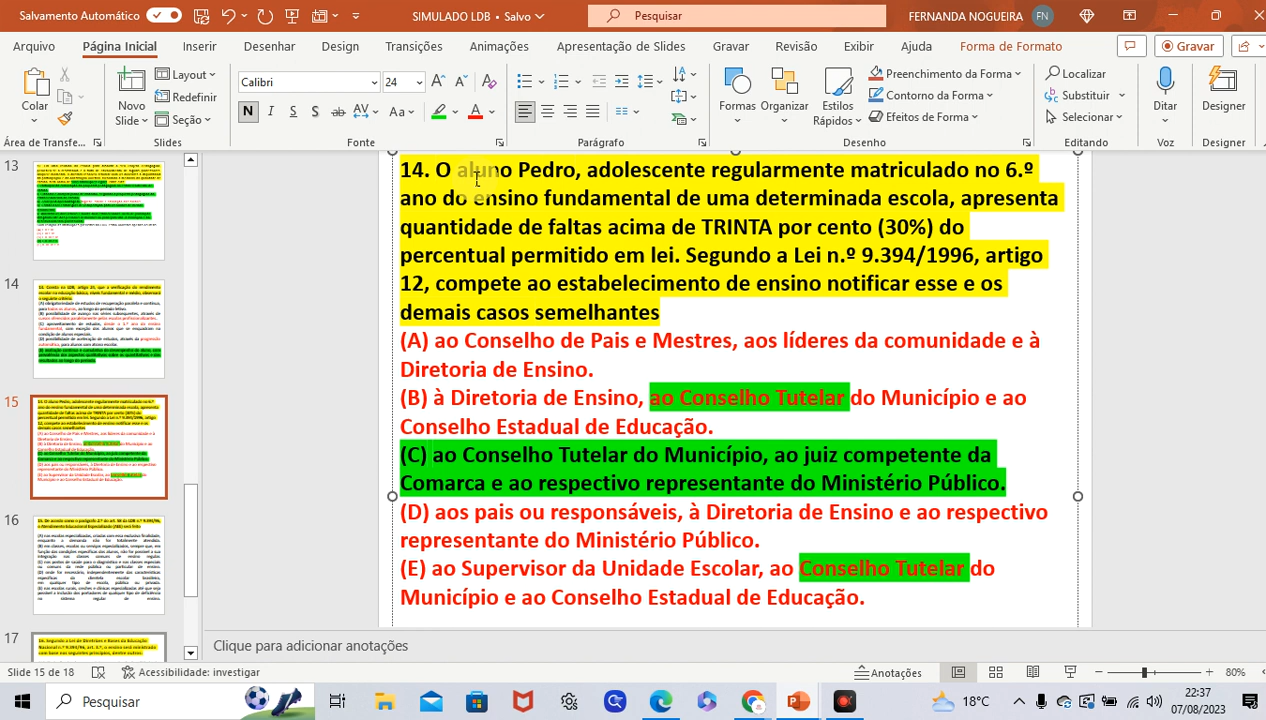 Salvamento Automático
SIMULADO LDB • Salvo
Pesquisar
FERNANDA NOGUEIRA
FN
Arquivo
Página Inicial
Inserir
Desenhar
Design
Transições
Animações
Apresentação de Slides
Gravar
Revisão
Exibir
Ajuda
Forma de Formato
Gravar
Colar
Novo
Slide
Layout
Redefinir
Seção
Calibri
24
N
I
S
S
ab
AV
Aa
A
Formas
Organizar
Estilos
Rápidos
Preenchimento da Forma
Contorno da Forma
Efeitos de Forma
Localizar
Substituir
Selecionar
Ditar
Designer
Área de Transfe...
Slides
Fonte
Parágrafo
Desenho
Editando
Voz
Designer
13
14
15
16
17
14. O aluno Pedro, adolescente regularmente matriculado no 6.º
ano do ensino fundamental de uma determinada escola, apresenta
quantidade de faltas acima de TRINTA por cento (30%) do
percentual permitido em lei. Segundo a Lei n.º 9.394/1996, artigo
12, compete ao estabelecimento de ensino notificar esse e os
demais casos semelhantes
(A) ao Conselho de Pais e Mestres, aos líderes da comunidade e à
Diretoria de Ensino.
(B) à Diretoria de Ensino, ao Conselho Tutelar do Município e ao
Conselho Estadual de Educação.
(C) ao Conselho Tutelar do Município, ao juiz competente da
Comarca e ao respectivo representante do Ministério Público.
(D) aos pais ou responsáveis, à Diretoria de Ensino e ao respectivo
representante do Ministério Público.
(E) ao Supervisor da Unidade Escolar, ao Conselho Tutelar do
Município e ao Conselho Estadual de Educação.
Clique para adicionar anotações
Slide 15 de 18
Acessibilidade: investigar
Anotações
80%
Pesquisar
18°C
22:37
07/08/2023